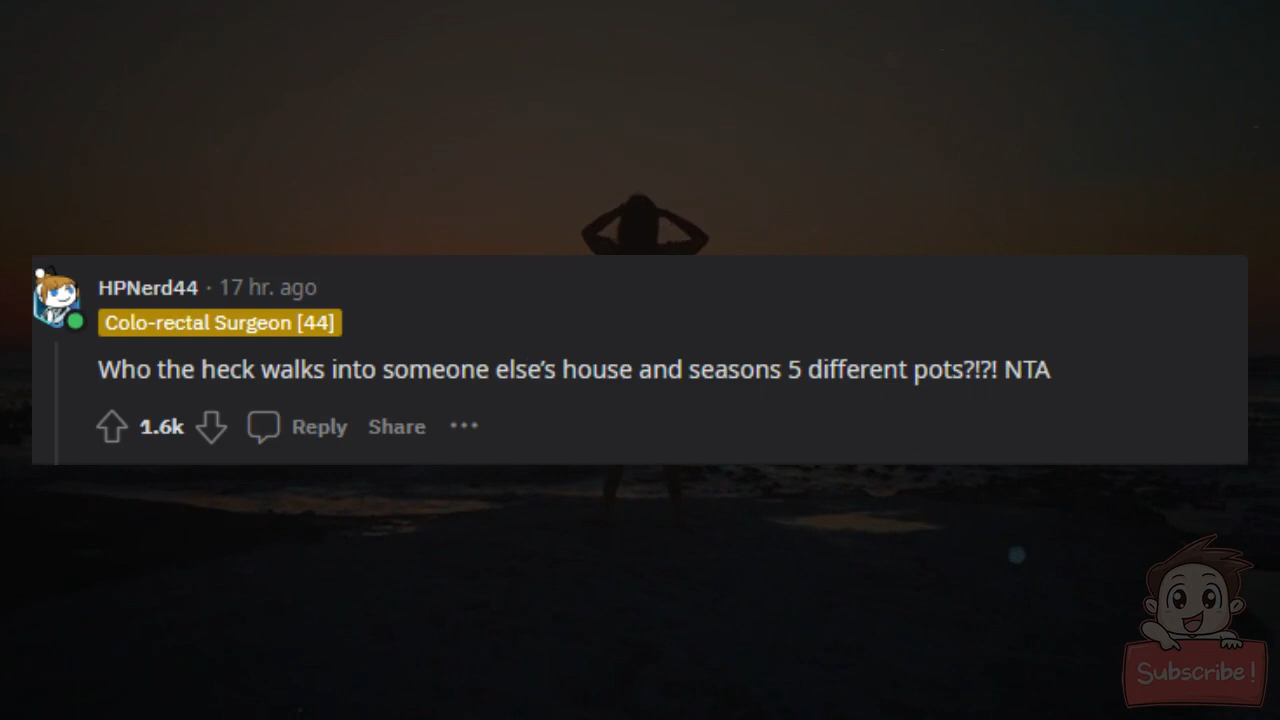 HPNerd44 · 17 hr. ago
Colo-rectal Surgeon [44]
Who the heck walks into someone else’s house and seasons 5 different pots?!?! NTA
1.6k Reply Share ···
Subscribe!